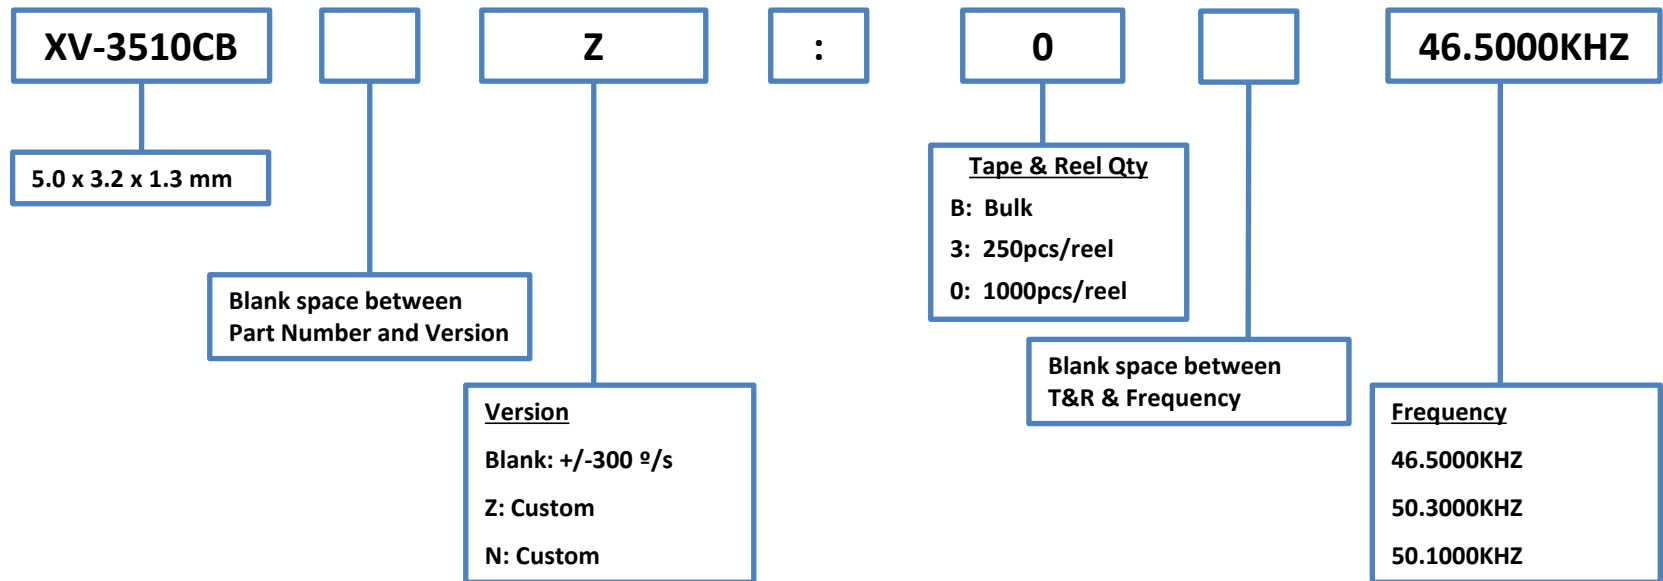 XV-3510CB Z : 0 46.5000KHZ
5.0 x 3.2 x 1.3 mm
Blank space between
Part Number and Version
Version
Blank: +/-300 º/s
Z: Custom
N: Custom
Tape & Reel Qty
B: Bulk
3: 250pcs/reel
0: 1000pcs/reel
Blank space between
T&R & Frequency
Frequency
46.5000KHZ
50.3000KHZ
50.1000KHZ